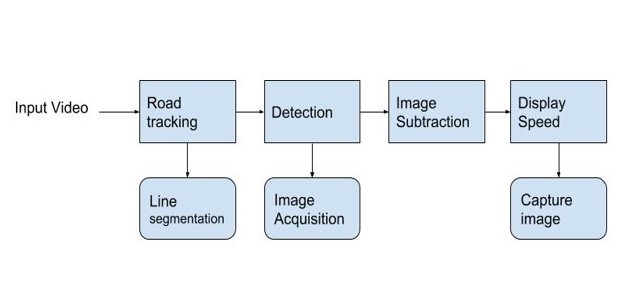 Input Video
Road
tracking
Detection
Image
Subtraction
Display
Speed
Line
segmentation
Image
Acquisition
Capture
image